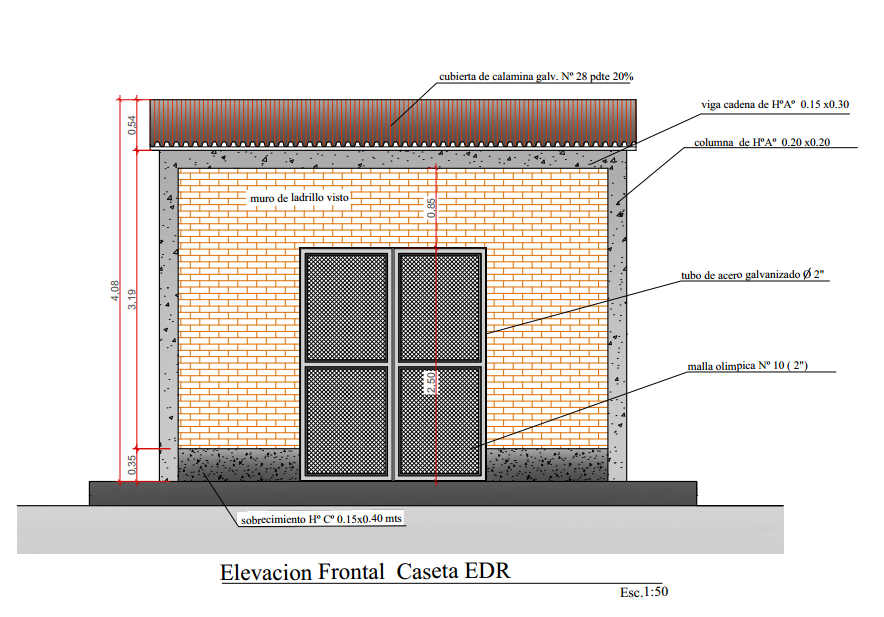 cubierta de calamina galv. Nº 28 pdte 20%
viga cadena de HºAº 0.15 x0.30
0.54
columna de HºAº 0.20 x0.20
muro de ladrillo visto
0.85
tubo de acero galvanizado Ø 2"
4.08
3.19
malla olimpica Nº 10 ( 2")
2.50
0.35
sobrecimiento Hº Cº 0.15x0.40 mts
Elevacion Frontal Caseta EDR
Esc.1:50